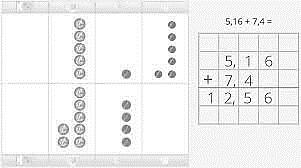 5,16 + 7,4 =
5, 1 6
+ 7, 4
1 2, 5 6